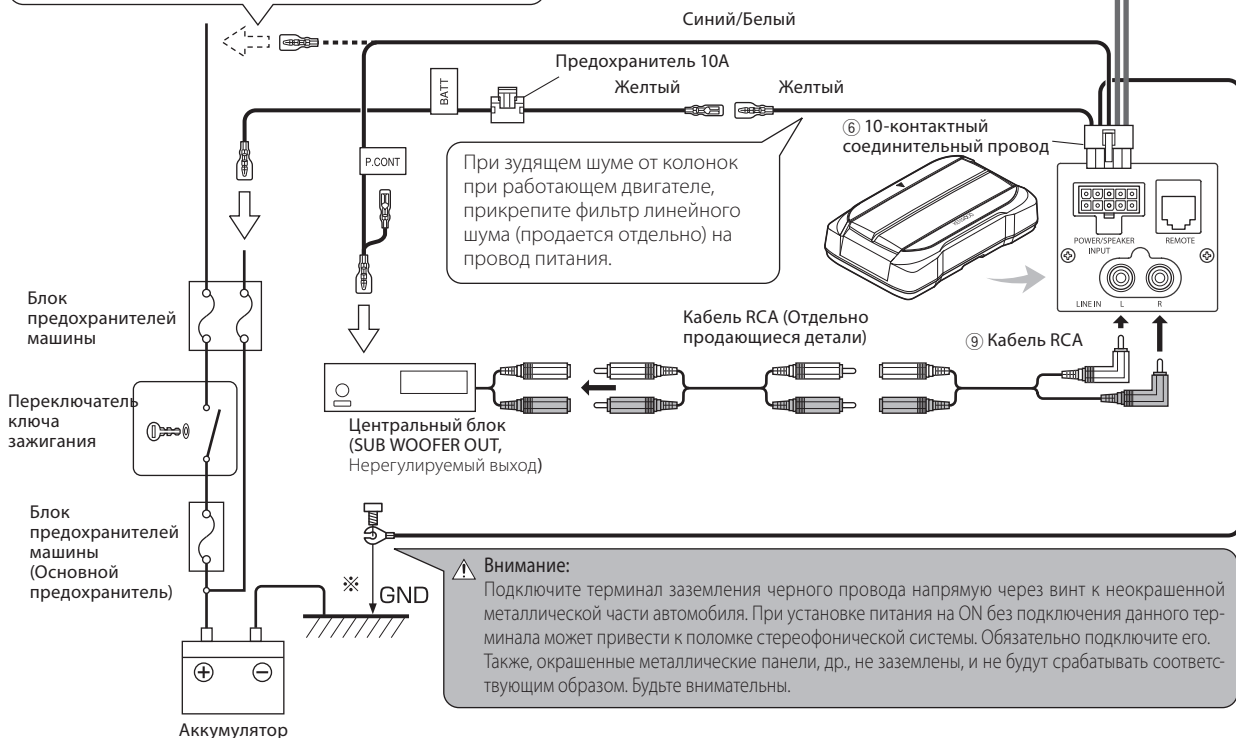 Синий/Белый
Предохранитель 10А
BATT
Желтый
Желтый
⑥ 10-контактный
соединительный провод
P.CONT
При зудящем шуме от колонок
при работающем двигателе,
прикрепите фильтр линейного
шума (продается отдельно) на
провод питания.
POWER/SPEAKER
INPUT
REMOTE
LINE IN L R
Блок
предохранителей
машины
Кабель RCA (Отдельно
продающиеся детали)
⑨ Кабель RCA
Переключатель
ключа
зажигания
Центральный блок
(SUB WOOFER OUT,
Нерегулируемый выход)
Блок
предохранителей
машины
(Основной
предохранитель)
※
GND
Внимание:
Подключите терминал заземления черного провода напрямую через винт к неокрашенной
металлической части автомобиля. При установке питания на ON без подключения данного тер-
минала может привести к поломке стереофонической системы. Обязательно подключите его.
Также, окрашенные металлические панели, др., не заземлены, и не будут срабатывать соответс-
твующим образом. Будьте внимательны.
Аккумулятор